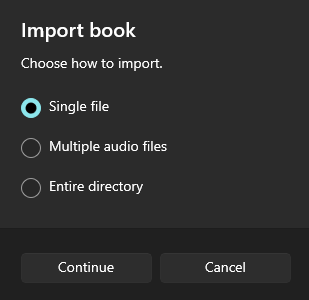 Import book
Choose how to import.
Single file
Multiple audio files
Entire directory
Continue
Cancel